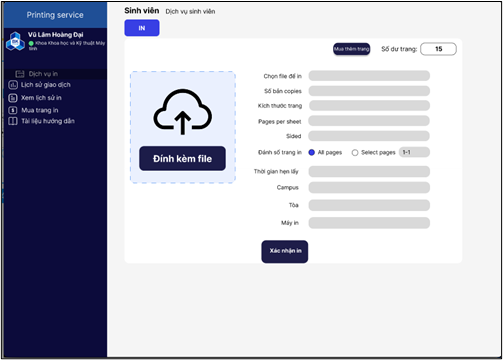 Printing service
Vũ Lâm Hoàng Đại
Khoa Khoa học và Kỹ thuật Máy
tính
Dịch vụ in
Lịch sử giao dịch
Xem lịch sử in
Mua trang in
Tài liệu hướng dẫn
Sinh viên Dịch vụ sinh viên
IN
Mua thêm trang Số dư trang: 15
Đính kèm file
Chọn file để in
Số bản copies
Kích thước trang
Pages per sheet
Sided
Đánh số trang in All pages Select pages 1-1
Thời gian hẹn lấy
Campus
Tòa
Máy in
Xác nhận in